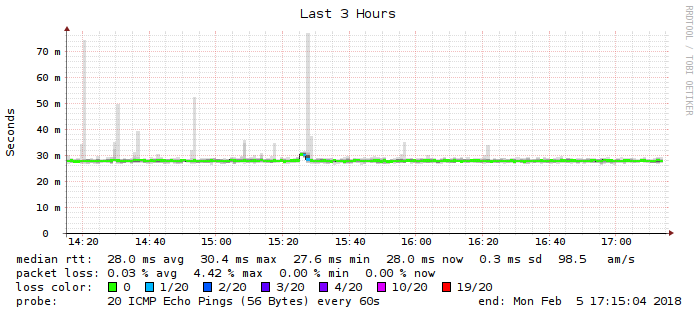 Last 3 Hours
RRDTOOL / TOBI OETIKER
Seconds
70 m
60 m
50 m
40 m
30 m
20 m
10 m
0
14:20 14:40 15:00 15:20 15:40 16:00 16:20 16:40 17:00
median rtt: 28.0 ms avg 30.4 ms max 27.6 ms min 28.0 ms now 0.3 ms sd 98.5 am/s
packet loss: 0.03 % avg 4.42 % max 0.00 % min 0.00 % now
loss color: 0 1/20 2/20 3/20 4/20 10/20 19/20
probe: 20 ICMP Echo Pings (56 Bytes) every 60s end: Mon Feb 5 17:15:04 2018